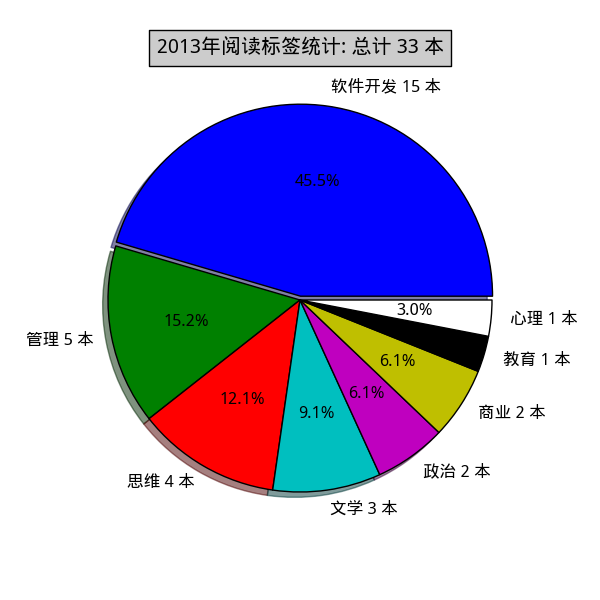 2013年阅读标签统计: 总计 33 本
软件开发 15 本
45.5%
管理 5 本
15.2%
思维 4 本
12.1%
文学 3 本
9.1%
政治 2 本
6.1%
商业 2 本
6.1%
教育 1 本
心理 1 本
3.0%